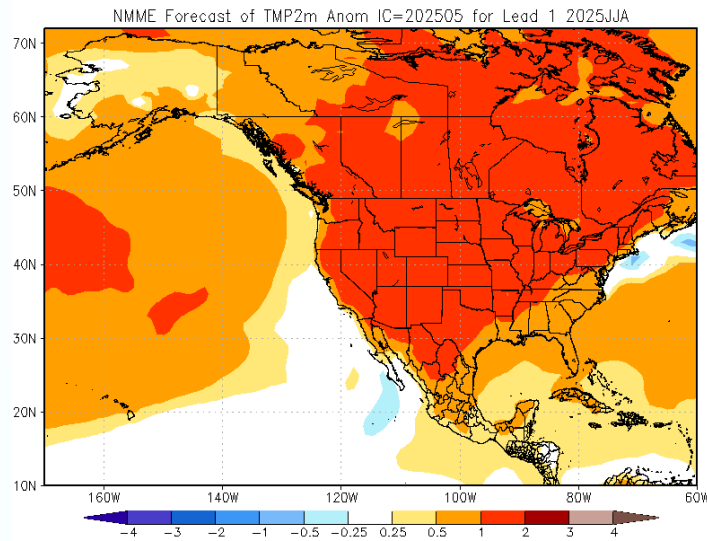 NMME Forecast of TMP2m Anom IC=202505 for Lead 1 2025JJA
70N
60N
50N
40N
30N
20N
10N
160W 140W 120W 100W 80W 60W
-4 -3 -2 -1 -0.5 -0.25 0.25 0.5 1 2 3 4